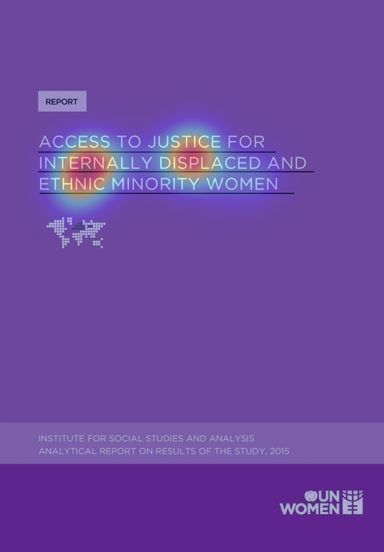 REPORT
ACCESS TO JUSTICE FOR
INTERNALLY DISPLACED AND
ETHNIC MINORITY WOMEN
INSTITUTE FOR SOCIAL STUDIES AND ANALYSIS
ANALYTICAL REPORT ON RESULTS OF THE STUDY, 2015
UN
WOMEN